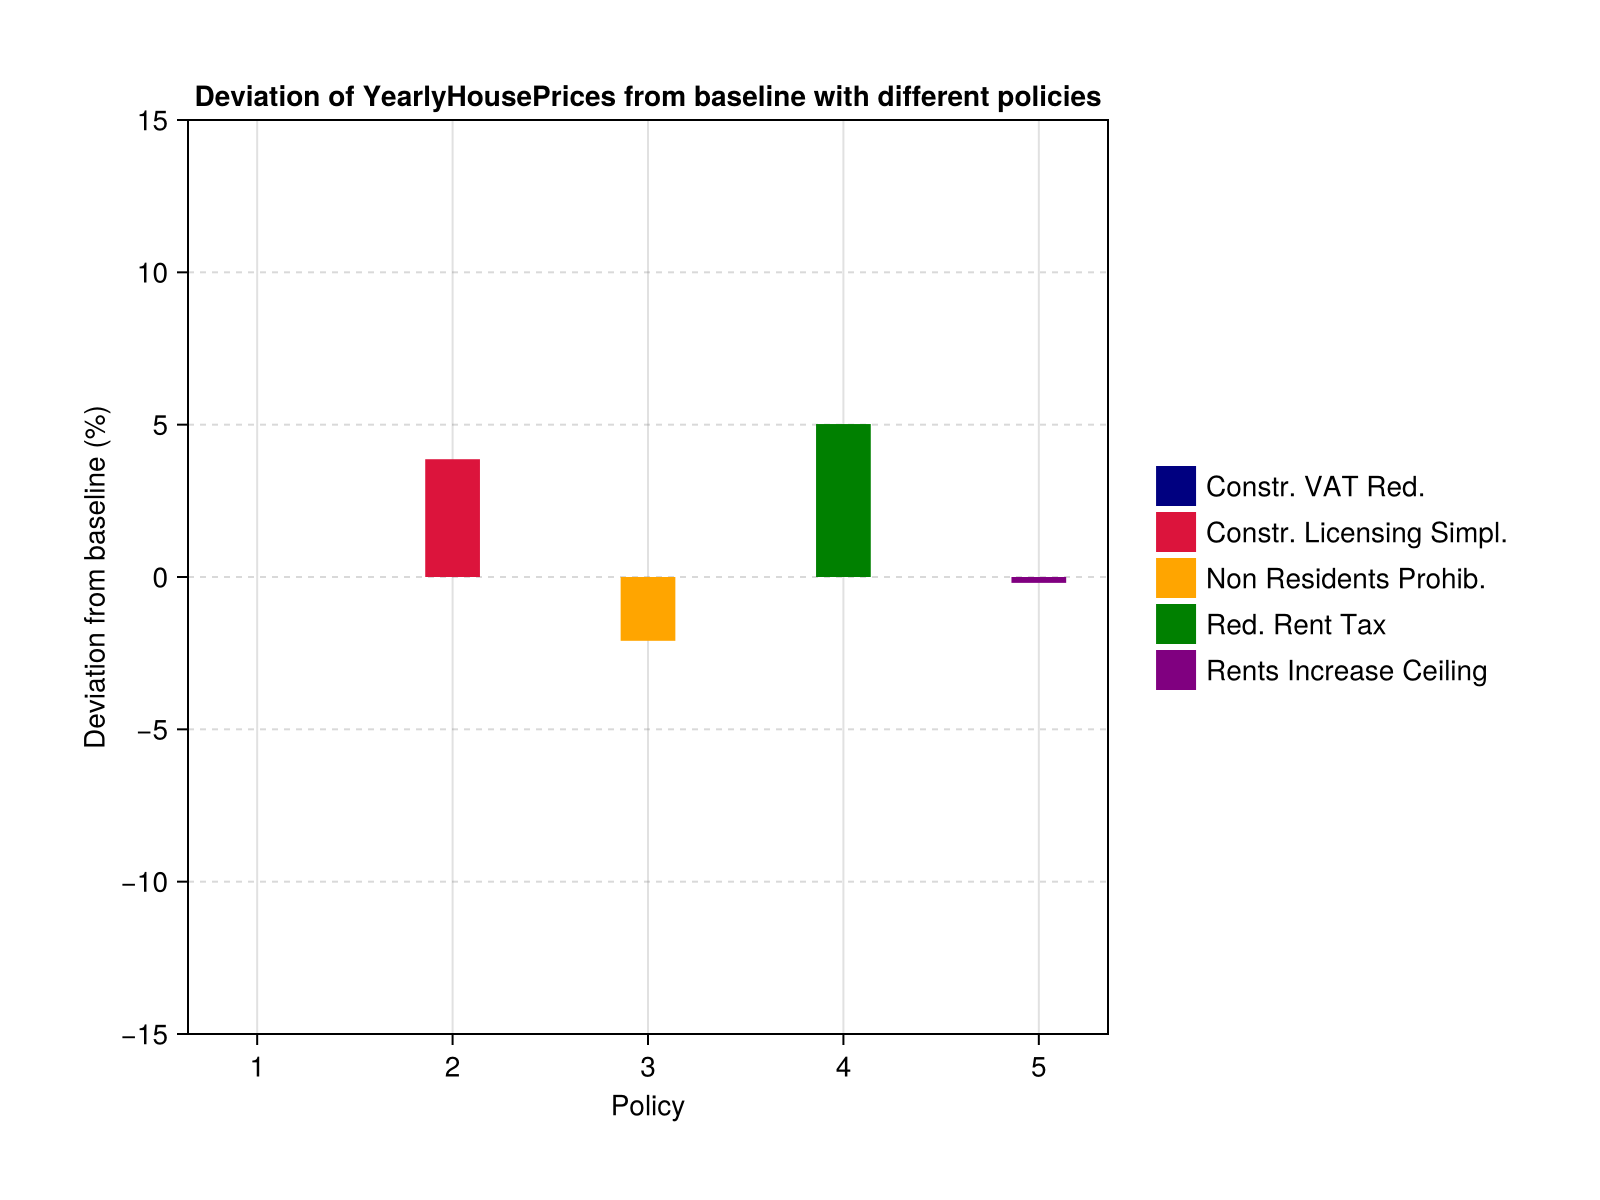 Deviation of YearlyHousePrices from baseline with different policies
Deviation from baseline (%)
15
10
5
0
−5
−10
−15
1 2 3 4 5
Policy
Constr. VAT Red.
Constr. Licensing Simpl.
Non Residents Prohib.
Red. Rent Tax
Rents Increase Ceiling